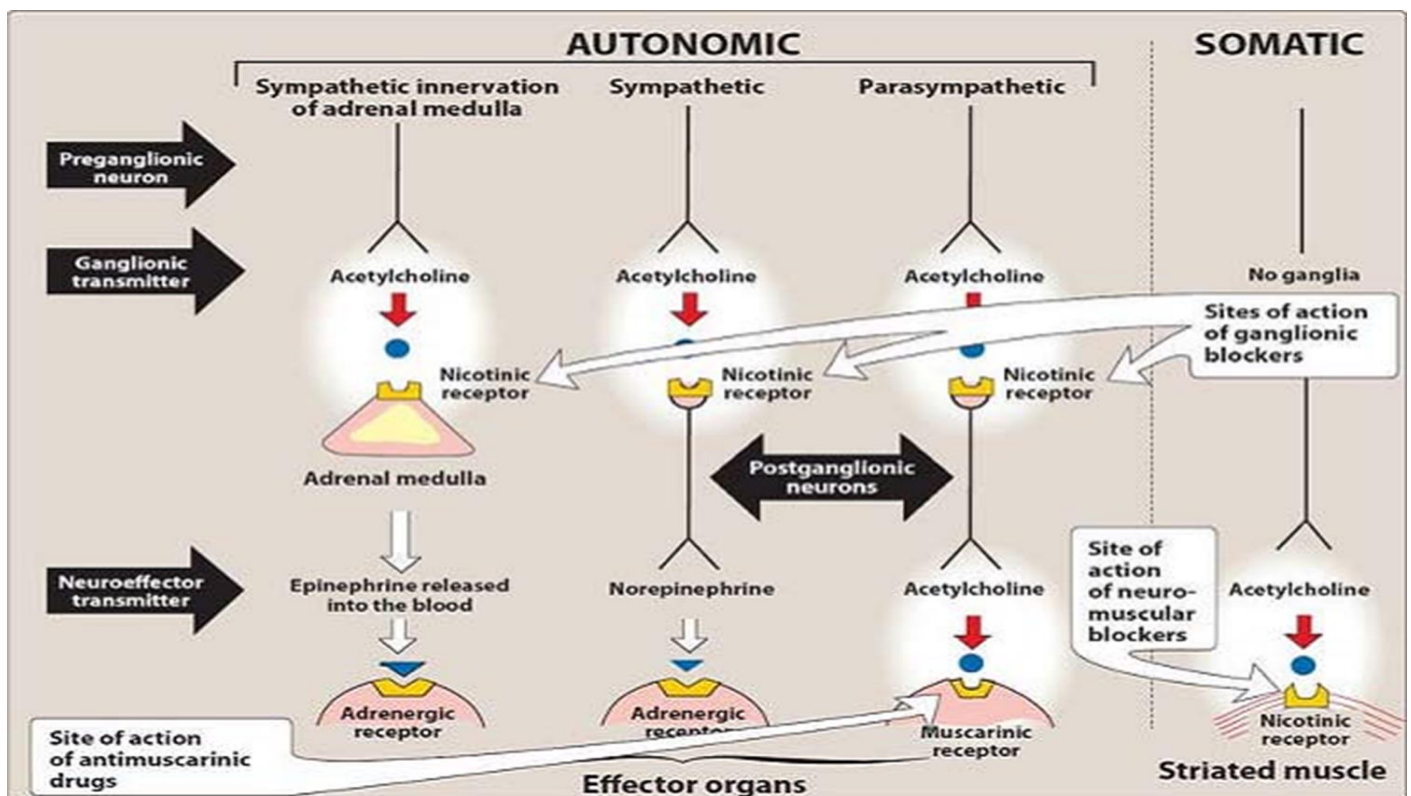 AUTONOMIC
SOMATIC
Sympathetic innervation
of adrenal medulla
Sympathetic
Parasympathetic
Preganglionic
neuron
Ganglionic
transmitter
Acetylcholine
Acetylcholine
Acetylcholine
No ganglia
Sites of action
of ganglionic
blockers
Nicotinic
receptor
Nicotinic
receptor
Nicotinic
receptor
Adrenal medulla
Postganglionic
neurons
Neuroeffector
transmitter
Epinephrine released
into the blood
Norepinephrine
Acetylcholine
Site of
action
of neuro-
muscular
blockers
Acetylcholine
Adrenergic
receptor
Adrenergic
receptor
Muscarinic
receptor
Nicotinic
receptor
Site of action
of antimuscarinic
drugs
Effector organs
Striated muscle